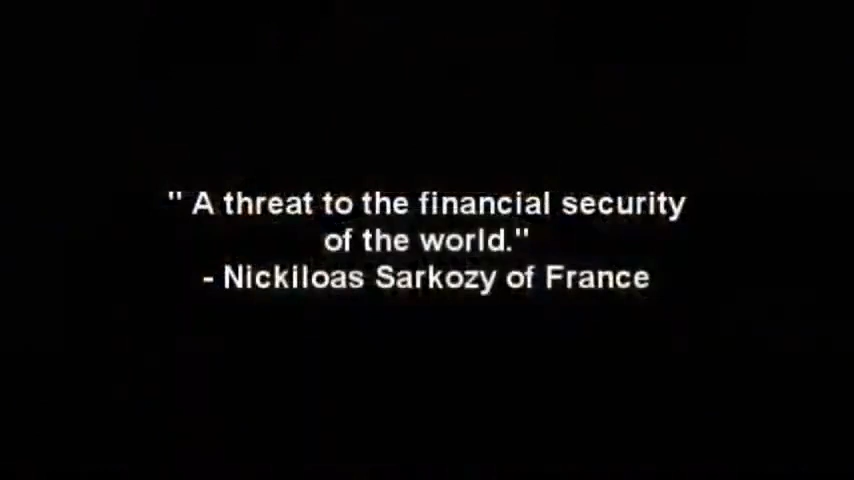 " A threat to the financial security
of the world."
- Nickiloas Sarkozy of France